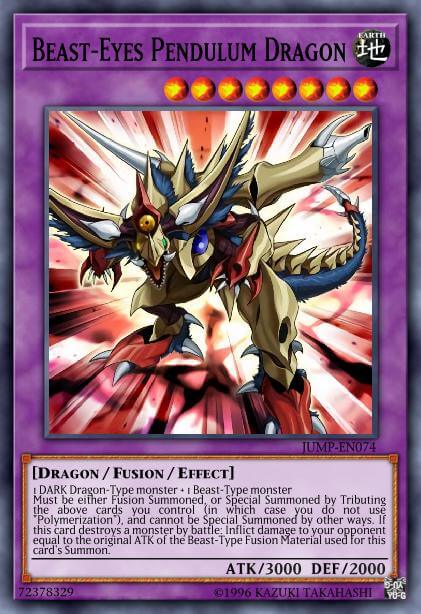 Beast-Eyes Pendulum Dragon
EARTH
地
JUMP-EN074
[Dragon / Fusion / Effect]
1 DARK Dragon-Type monster + 1 Beast-Type monster
Must be either Fusion Summoned, or Special Summoned by Tributing
the above cards you control (in which case you do not use
"Polymerization"), and cannot be Special Summoned by other ways. If
this card destroys a monster by battle: Inflict damage to your opponent
equal to the original ATK of the Beast-Type Fusion Material used for this
card's Summon.
ATK/3000 DEF/2000
72378329
©1996 KAZUKI TAKAHASHI